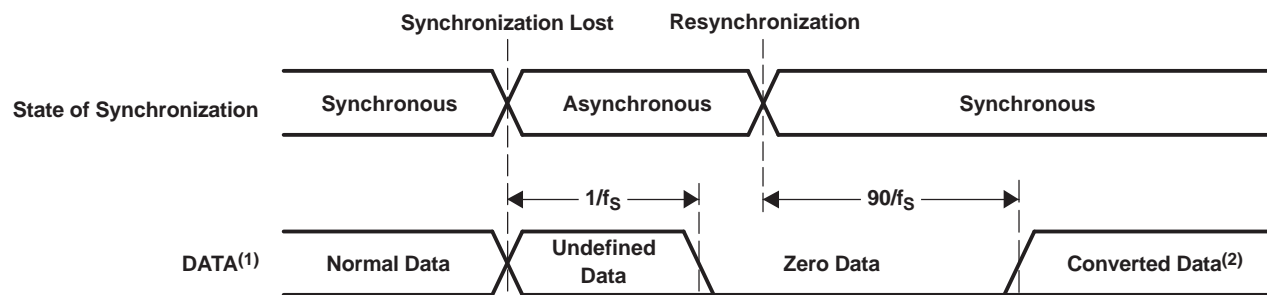 Synchronization Lost
Resynchronization
State of Synchronization
Synchronous
Asynchronous
Synchronous
1/fS
90/fS
DATA(1)
Normal Data
Undefined
Data
Zero Data
Converted Data(2)